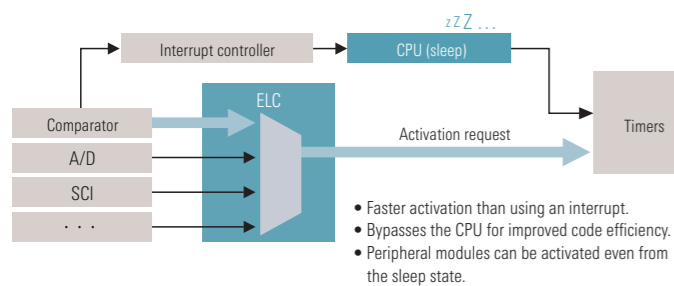 zZZ ...
Interrupt controller
CPU (sleep)
ELC
Comparator
A/D
SCI
· · ·
Activation request
Timers
• Faster activation than using an interrupt.
• Bypasses the CPU for improved code efficiency.
• Peripheral modules can be activated even from
the sleep state.